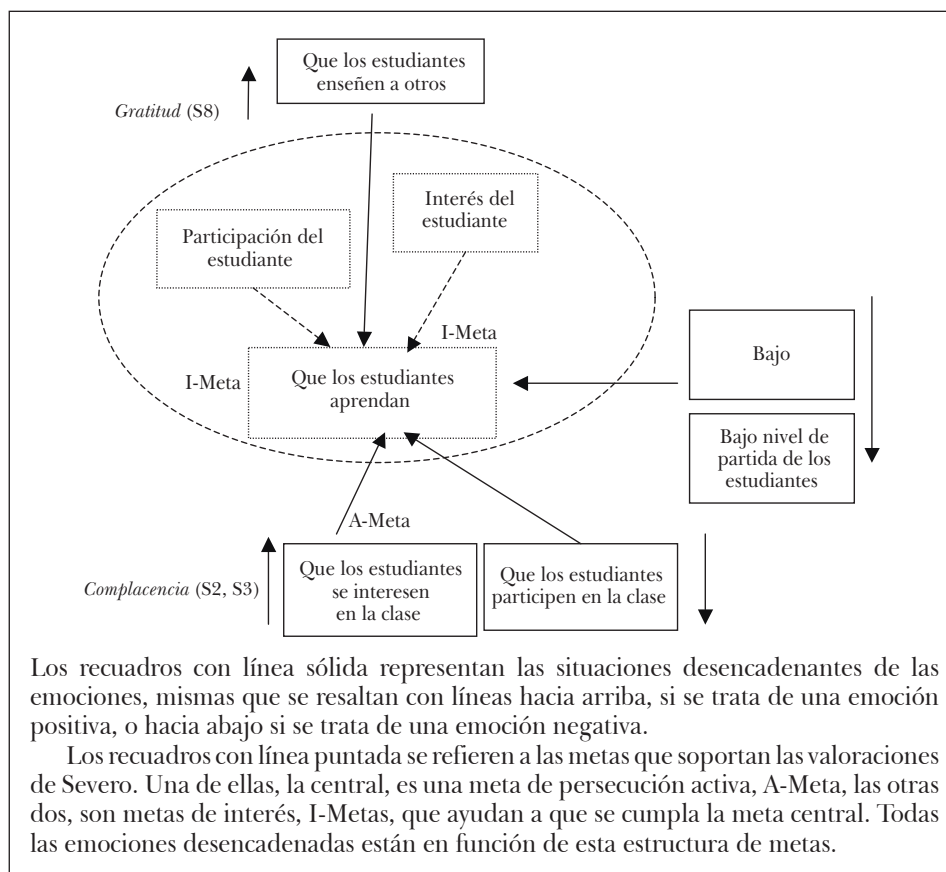 Que los estudiantes
enseñen a otros
Gratitud (S8)
Interés del
estudiante
Participación del
estudiante
I-Meta
I-Meta
Que los estudiantes
aprendan
Bajo
Bajo nivel de
partida de los
estudiantes
A-Meta
Complacencia (S2, S3)
Que los estudiantes
se interesen
en la clase
Que los estudiantes
participen en la clase
Los recuadros con línea sólida representan las situaciones desencadenantes de las
emociones, mismas que se resaltan con líneas hacia arriba, si se trata de una emoción
positiva, o hacia abajo si se trata de una emoción negativa.
Los recuadros con línea puntada se refieren a las metas que soportan las valoraciones
de Severo. Una de ellas, la central, es una meta de persecución activa, A-Meta, las otras
dos, son metas de interés, I-Metas, que ayudan a que se cumpla la meta central. Todas
las emociones desencadenadas están en función de esta estructura de metas.